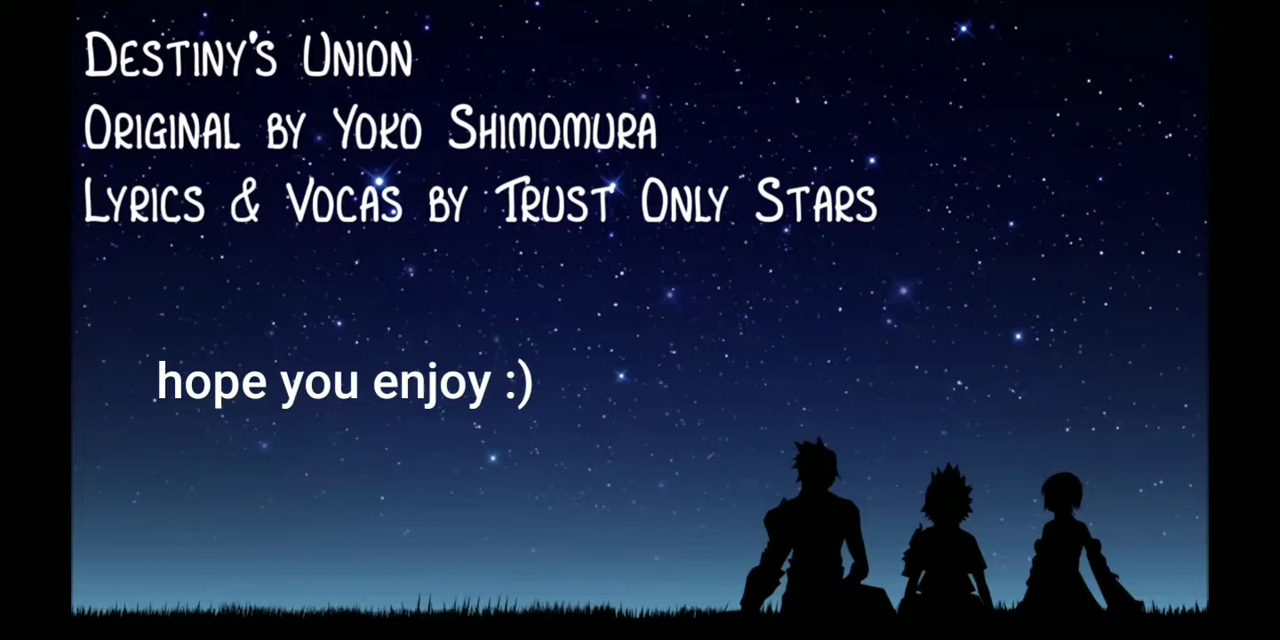 Destiny's Union
Original by Yoko Shimomura
Lyrics & Vocas by Trust Only Stars
hope you enjoy :)